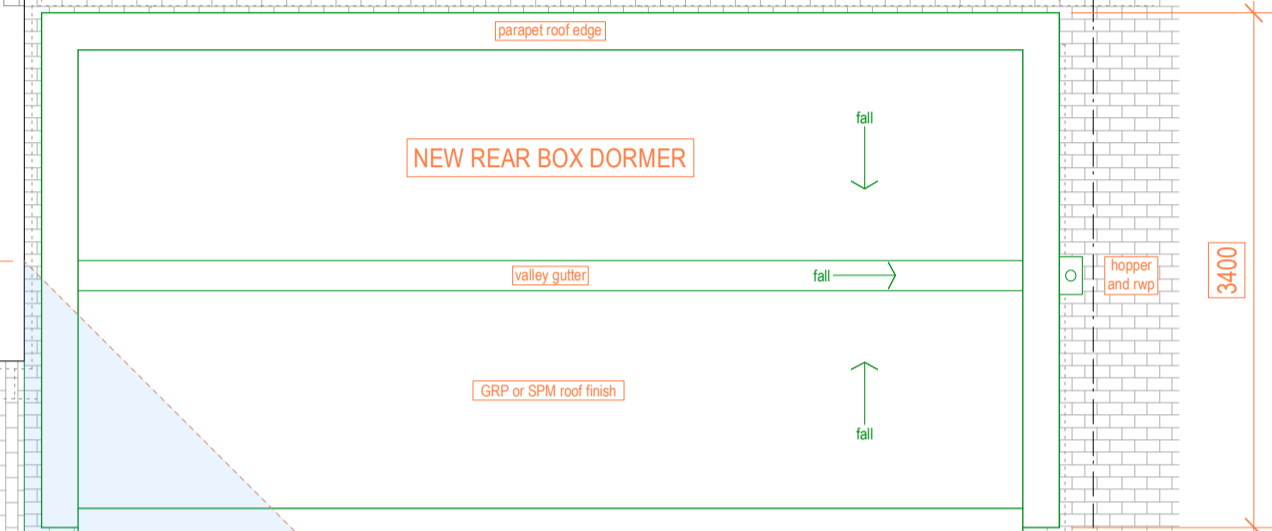 parapet roof edge
fall
NEW REAR BOX DORMER
valley gutter
fall
hopper
and rwp
3400
GRP or SPM roof finish
fall